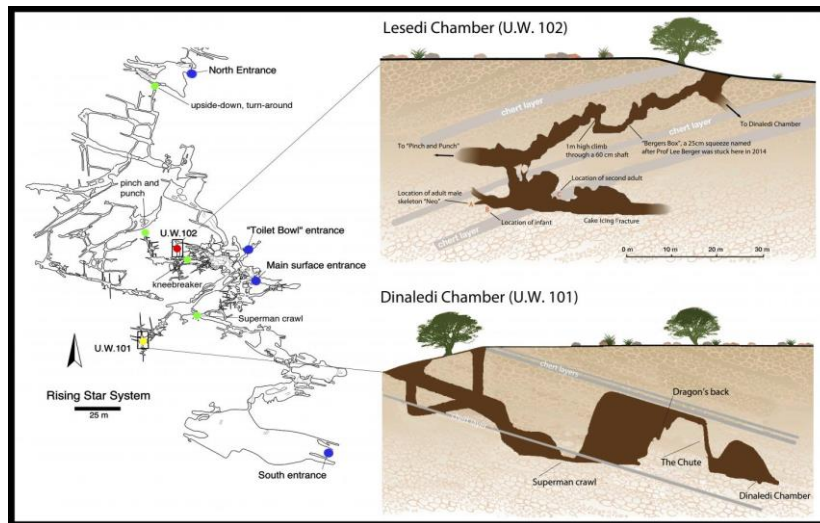 North Entrance
upside-down, turn-around
pinch and
punch
U.W.102
"Toilet Bowl" entrance
Main surface entrance
kneebreaker
Superman crawl
U.W.101
Rising Star System
25 m
South entrance
Lesedi Chamber (U.W. 102)
chert layer
To Dinaledi Chamber
To "Pinch and Punch"
1m high climb
through a 60 cm shaft
"Bergers Box", a 25cm squeeze named
after Prof Lee Berger was stuck here in 2014
chert layer
Location of second adult
Location of adult male
skeleton "Neo"
A
B
C
Location of infant
Cake Icing Fracture
chert layer
0 m 10 m 20 m 30 m
Dinaledi Chamber (U.W. 101)
chert layers
Dragon's back
The Chute
Superman crawl
Dinaledi Chamber